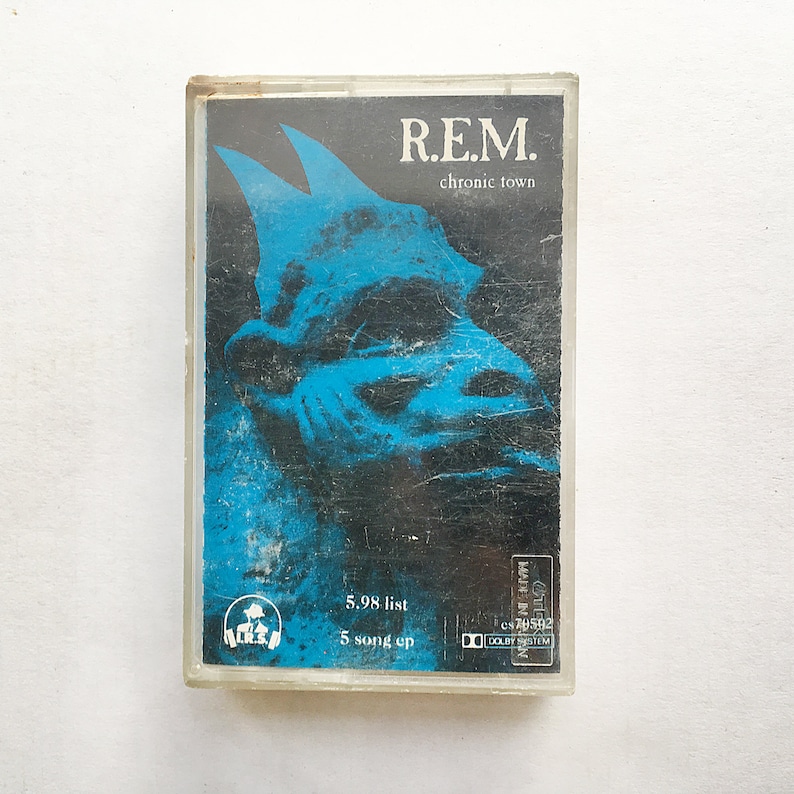 R.E.M.
chronic town
5.98 list
5 song ep
I.R.S.
cs70502
DOLBY SYSTEM
MADE IN